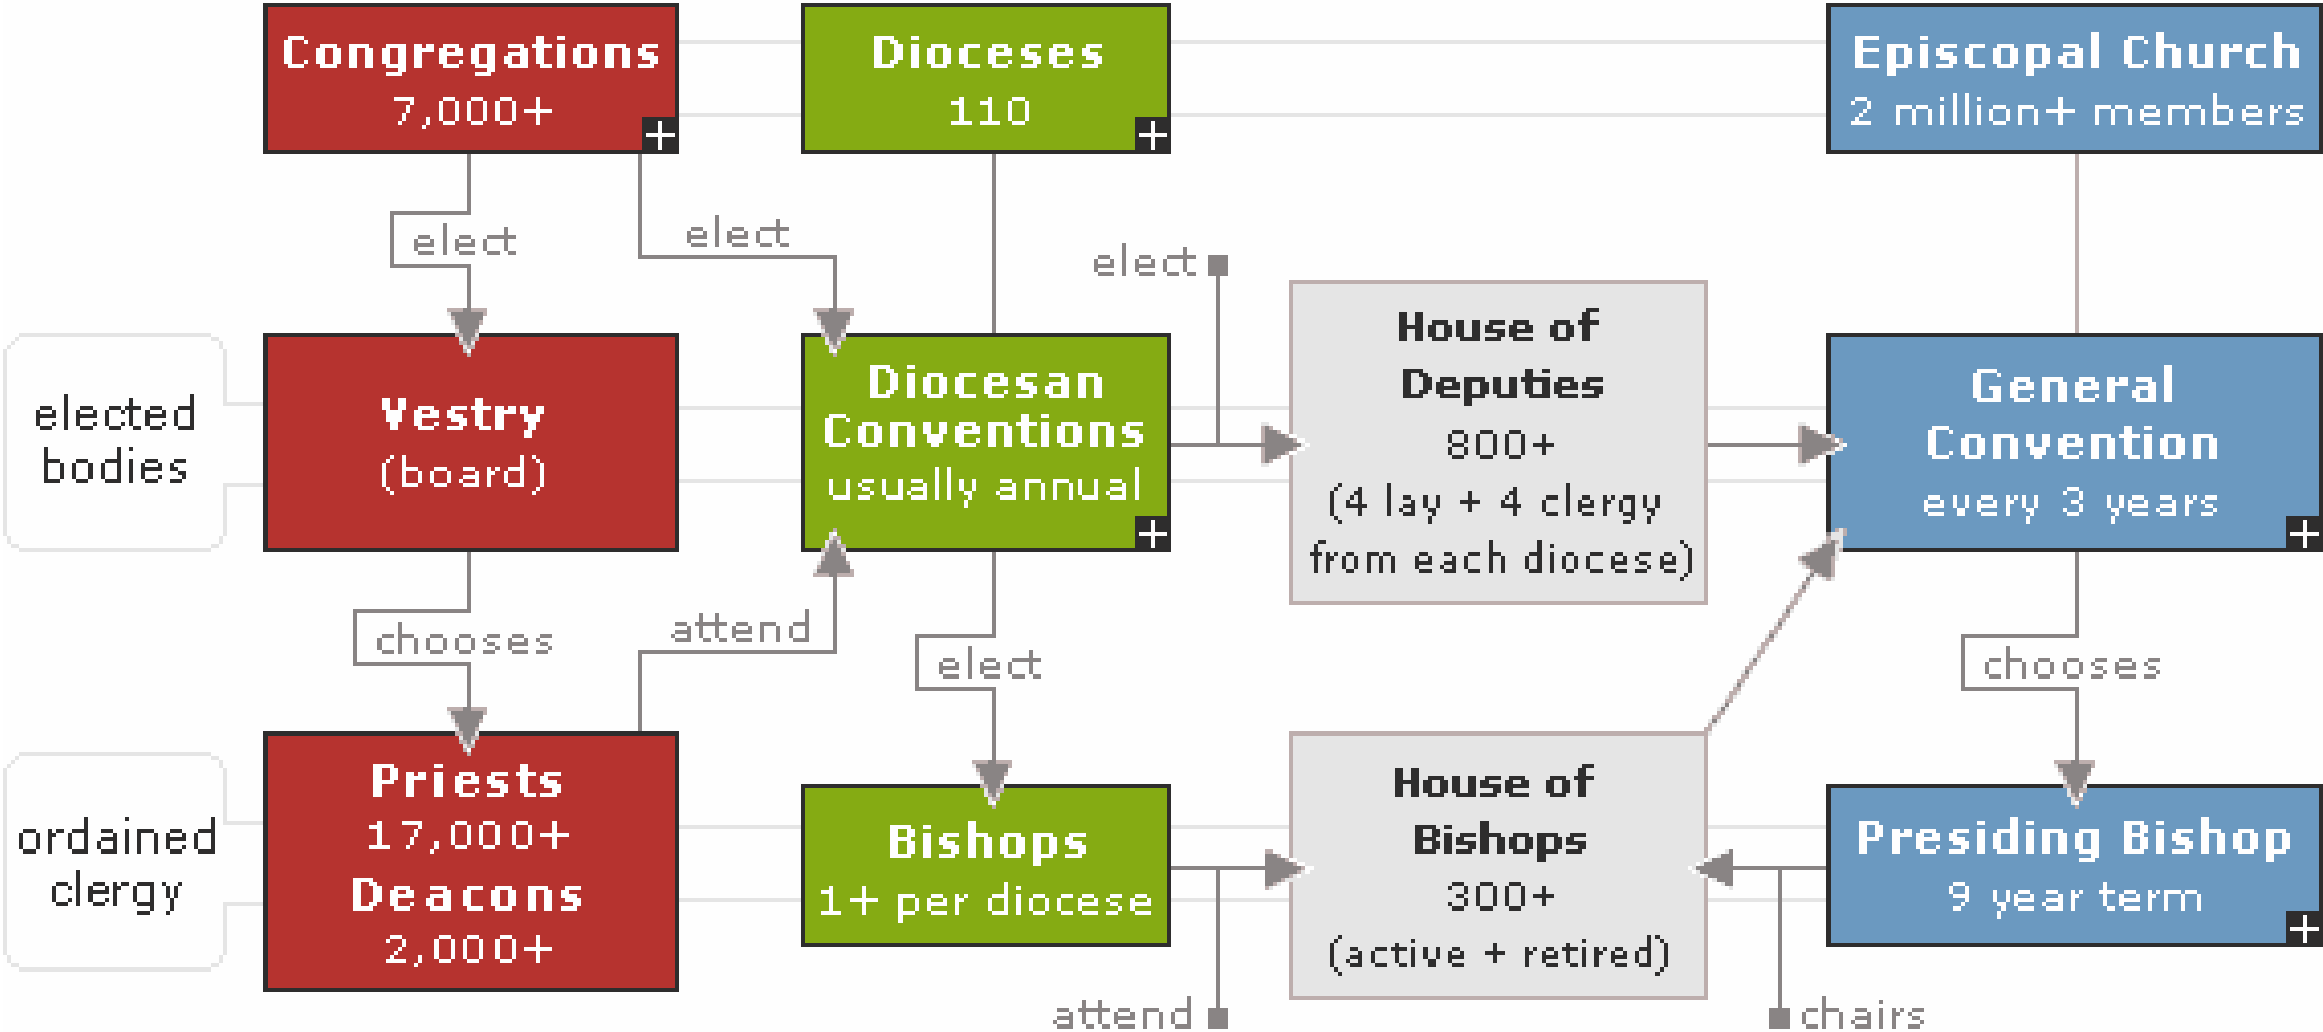 Congregations
7,000+
Dioceses
110
Episcopal Church
2 million+ members
elect
elect
elect
elected
bodies
Vestry
(board)
Diocesan
Conventions
usually annual
House of
Deputies
800+
(4 lay + 4 clergy
from each diocese)
General
Convention
every 3 years
chooses
attend
elect
chooses
ordained
clergy
Priests
17,000+
Deacons
2,000+
Bishops
1+ per diocese
House of
Bishops
300+
(active + retired)
Presiding Bishop
9 year term
attend
chairs